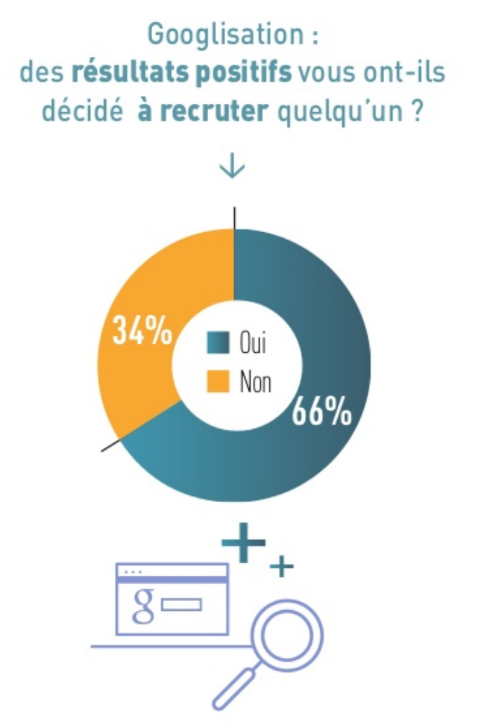 Googlisation :
des résultats positifs vous ont-ils
décidé à recruter quelqu'un ?
34%
Oui
Non
66%
g